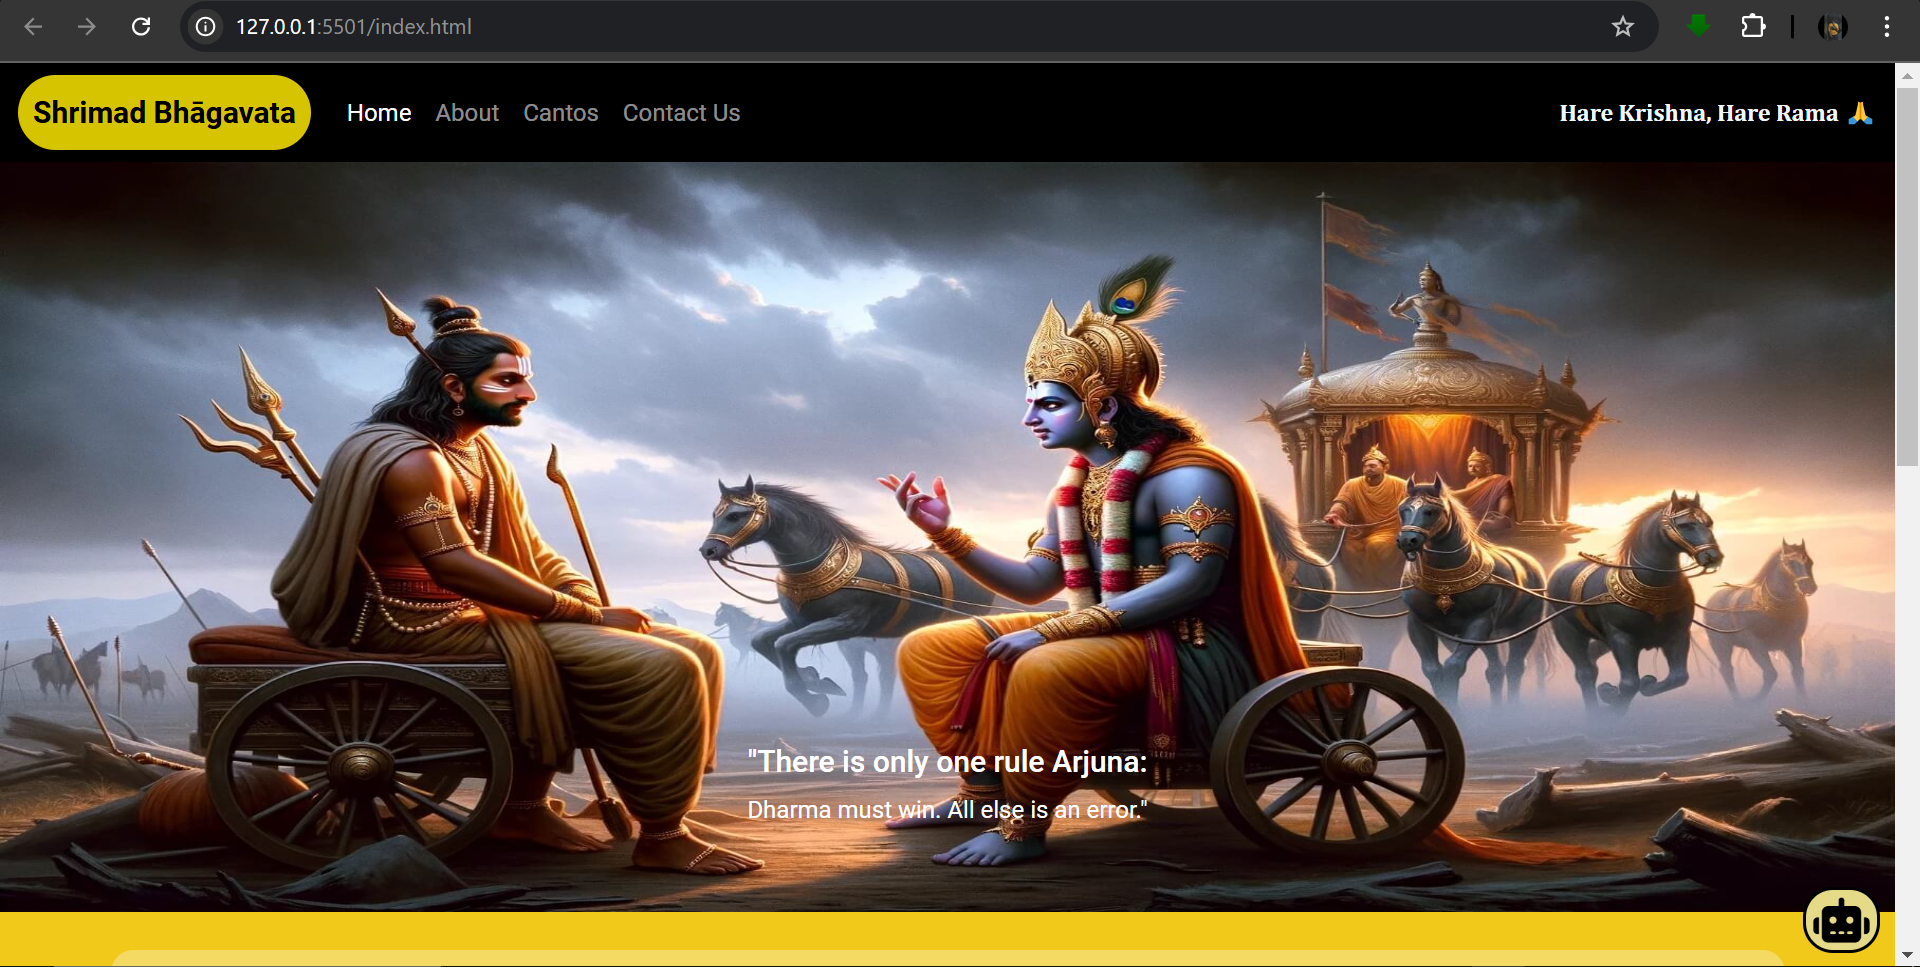 127.0.0.1:5501/index.html
Shrimad Bhāgavata
Home
About
Cantos
Contact Us
Hare Krishna, Hare Rama 🙏
"There is only one rule Arjuna:
Dharma must win. All else is an error."